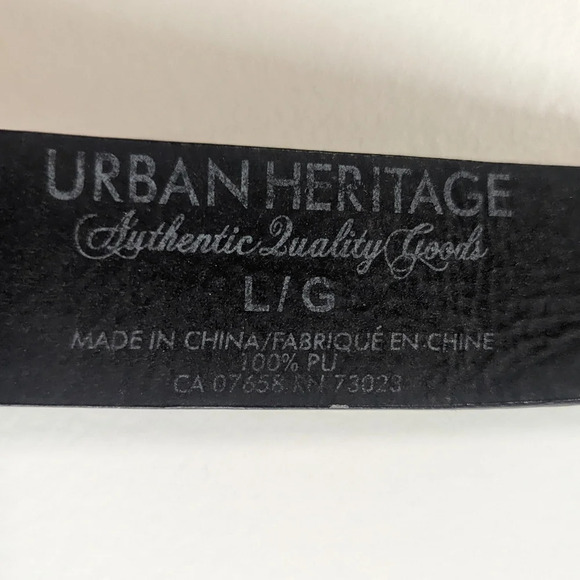 URBAN HERITAGE
Authentic Quality Goods
L/G
MADE IN CHINA/FABRIQUÉ EN CHINE
100% PU
CA 07658 RN 73023